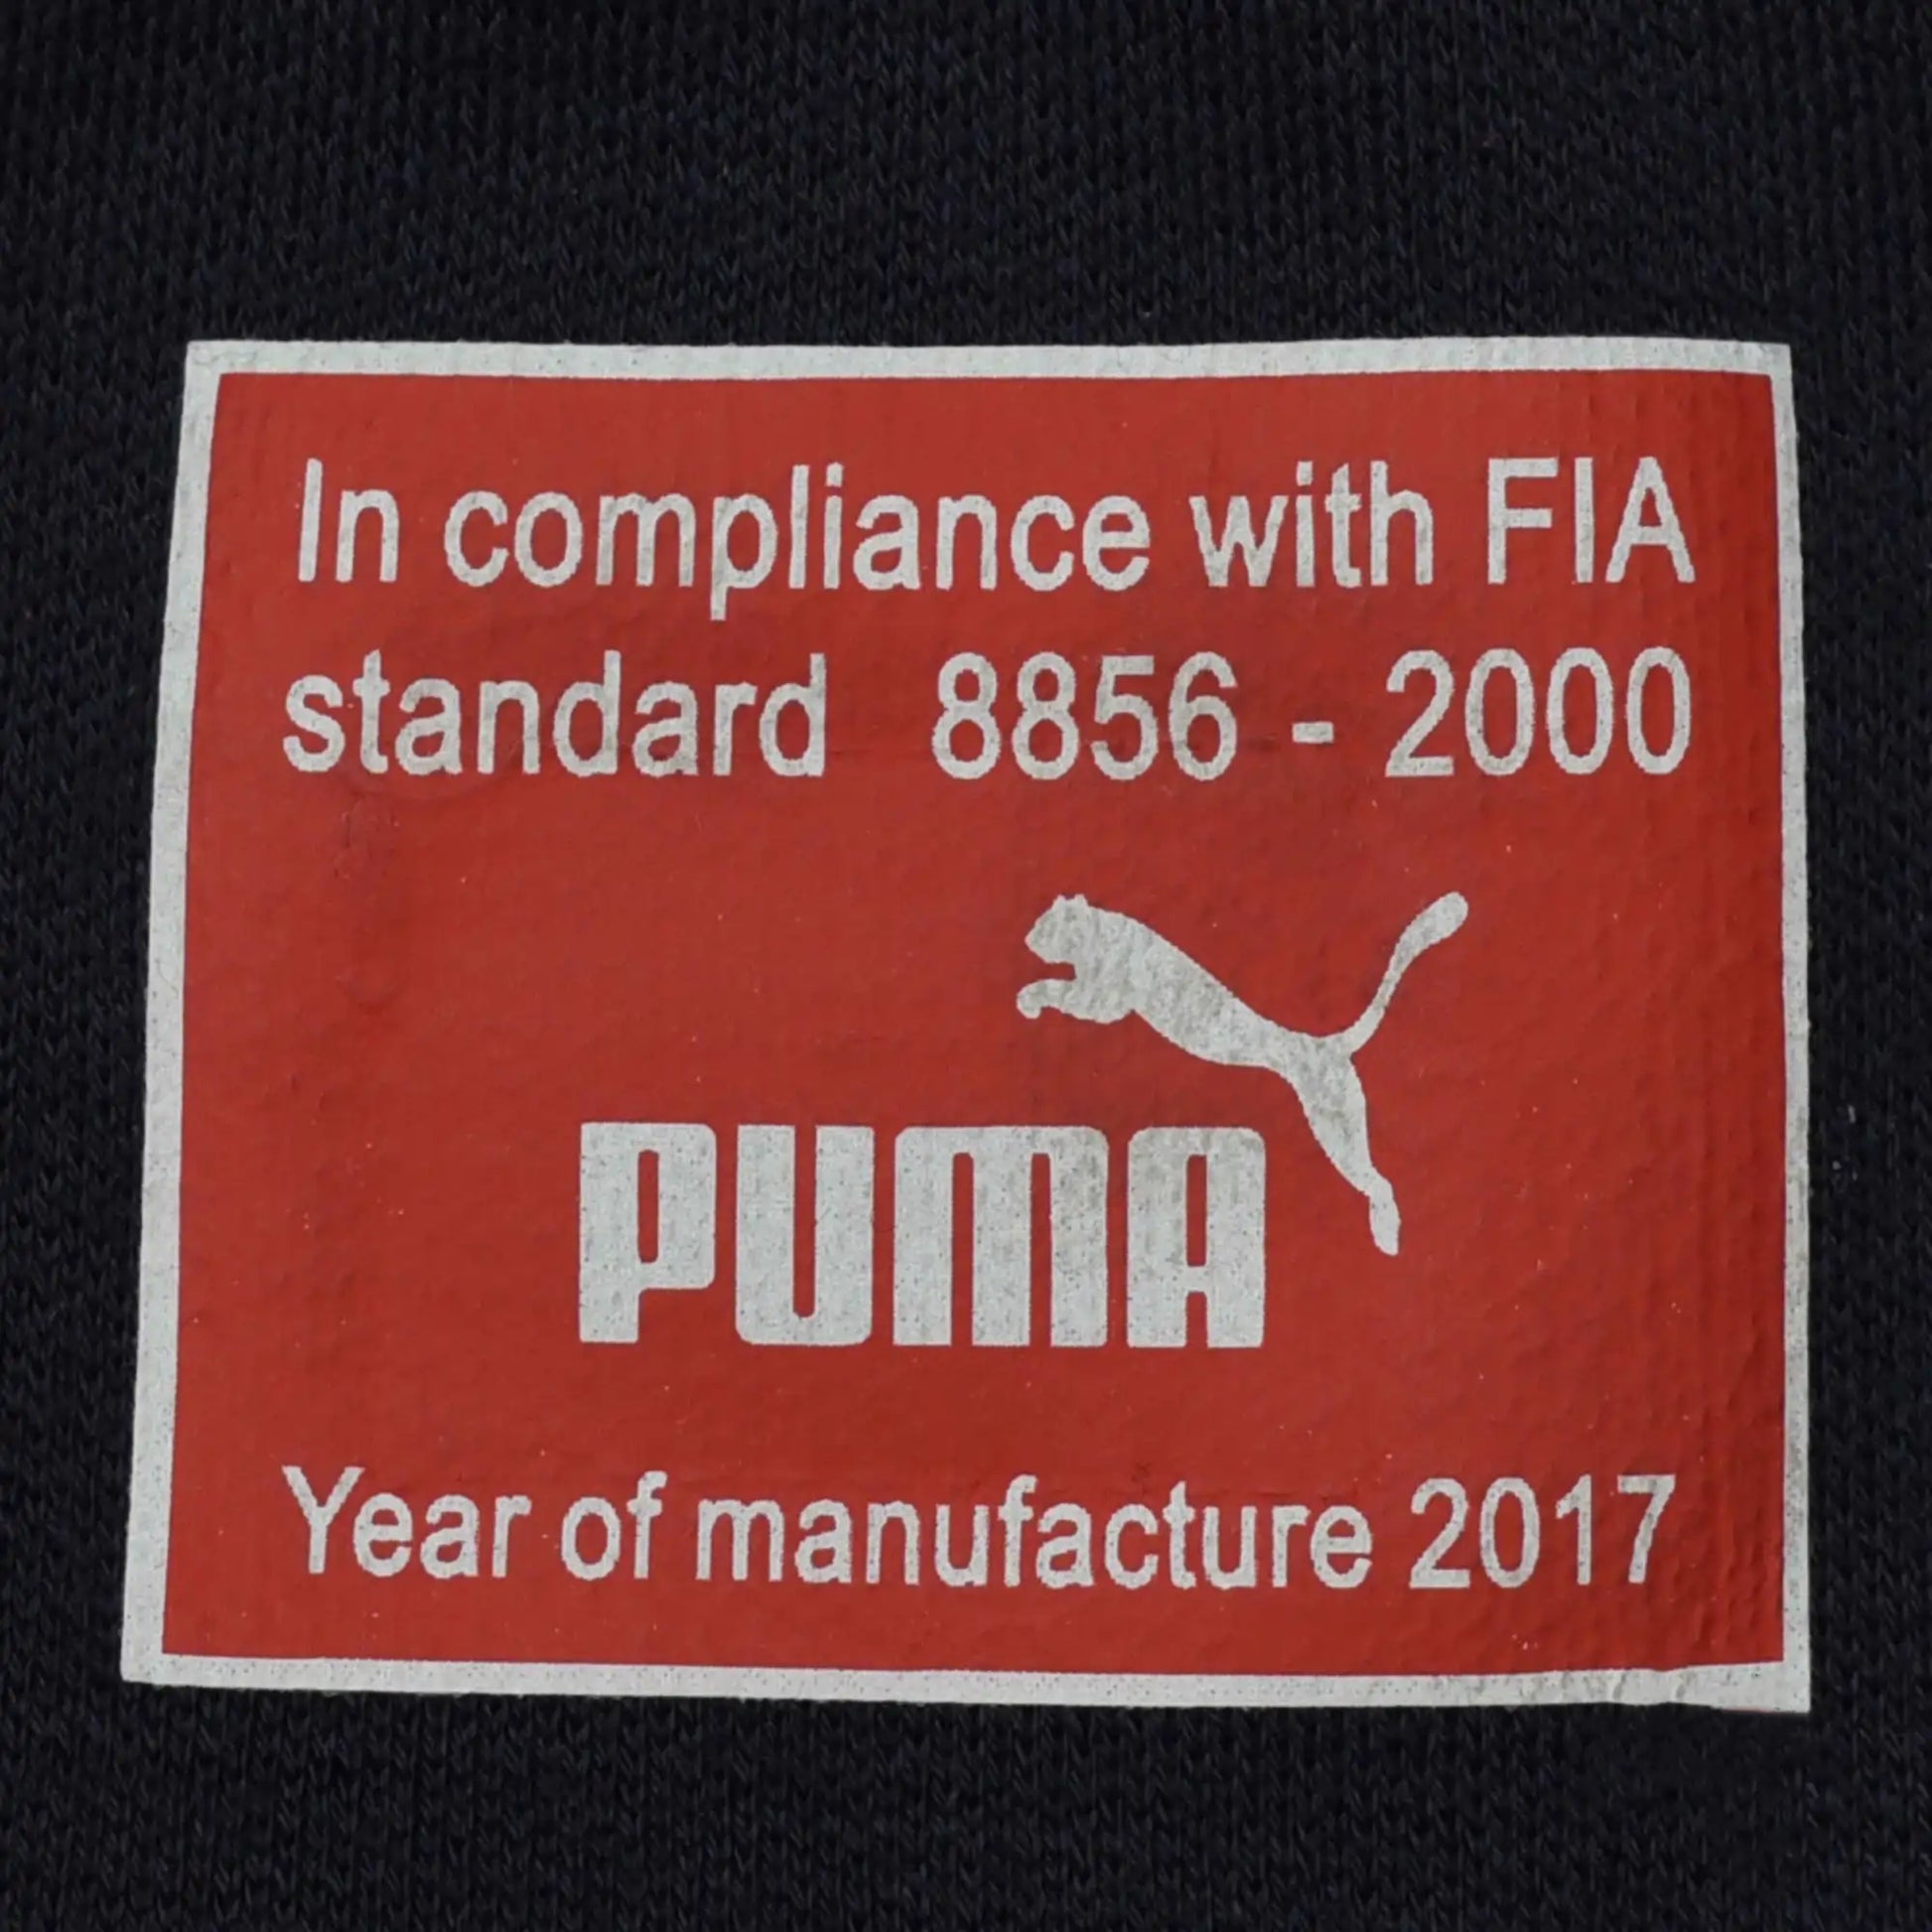 In compliance with FIA
standard 8856 - 2000
PUMA
Year of manufacture 2017